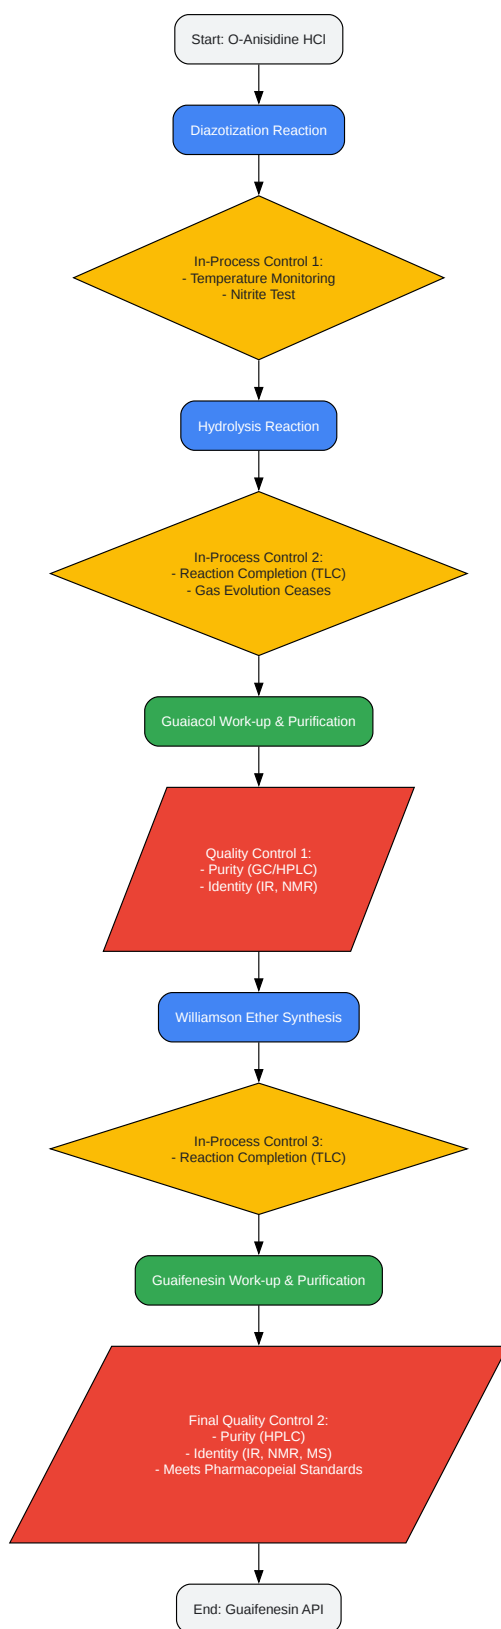 Start: O-Anisidine HCl
Diazotization Reaction
In-Process Control 1:
- Temperature Monitoring
- Nitrite Test
Hydrolysis Reaction
In-Process Control 2:
- Reaction Completion (TLC)
- Gas Evolution Ceases
Guaiacol Work-up & Purification
Quality Control 1:
- Purity (GC/HPLC)
- Identity (IR, NMR)
Williamson Ether Synthesis
In-Process Control 3:
- Reaction Completion (TLC)
Guaifenesin Work-up & Purification
Final Quality Control 2:
- Purity (HPLC)
- Identity (IR, NMR, MS)
- Meets Pharmacopeial Standards
End: Guaifenesin API